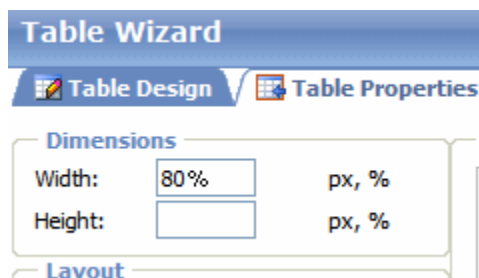 Table Wizard
Table Design Table Properties
Dimensions
Width: 80% px, %
Height: px, %
Layout